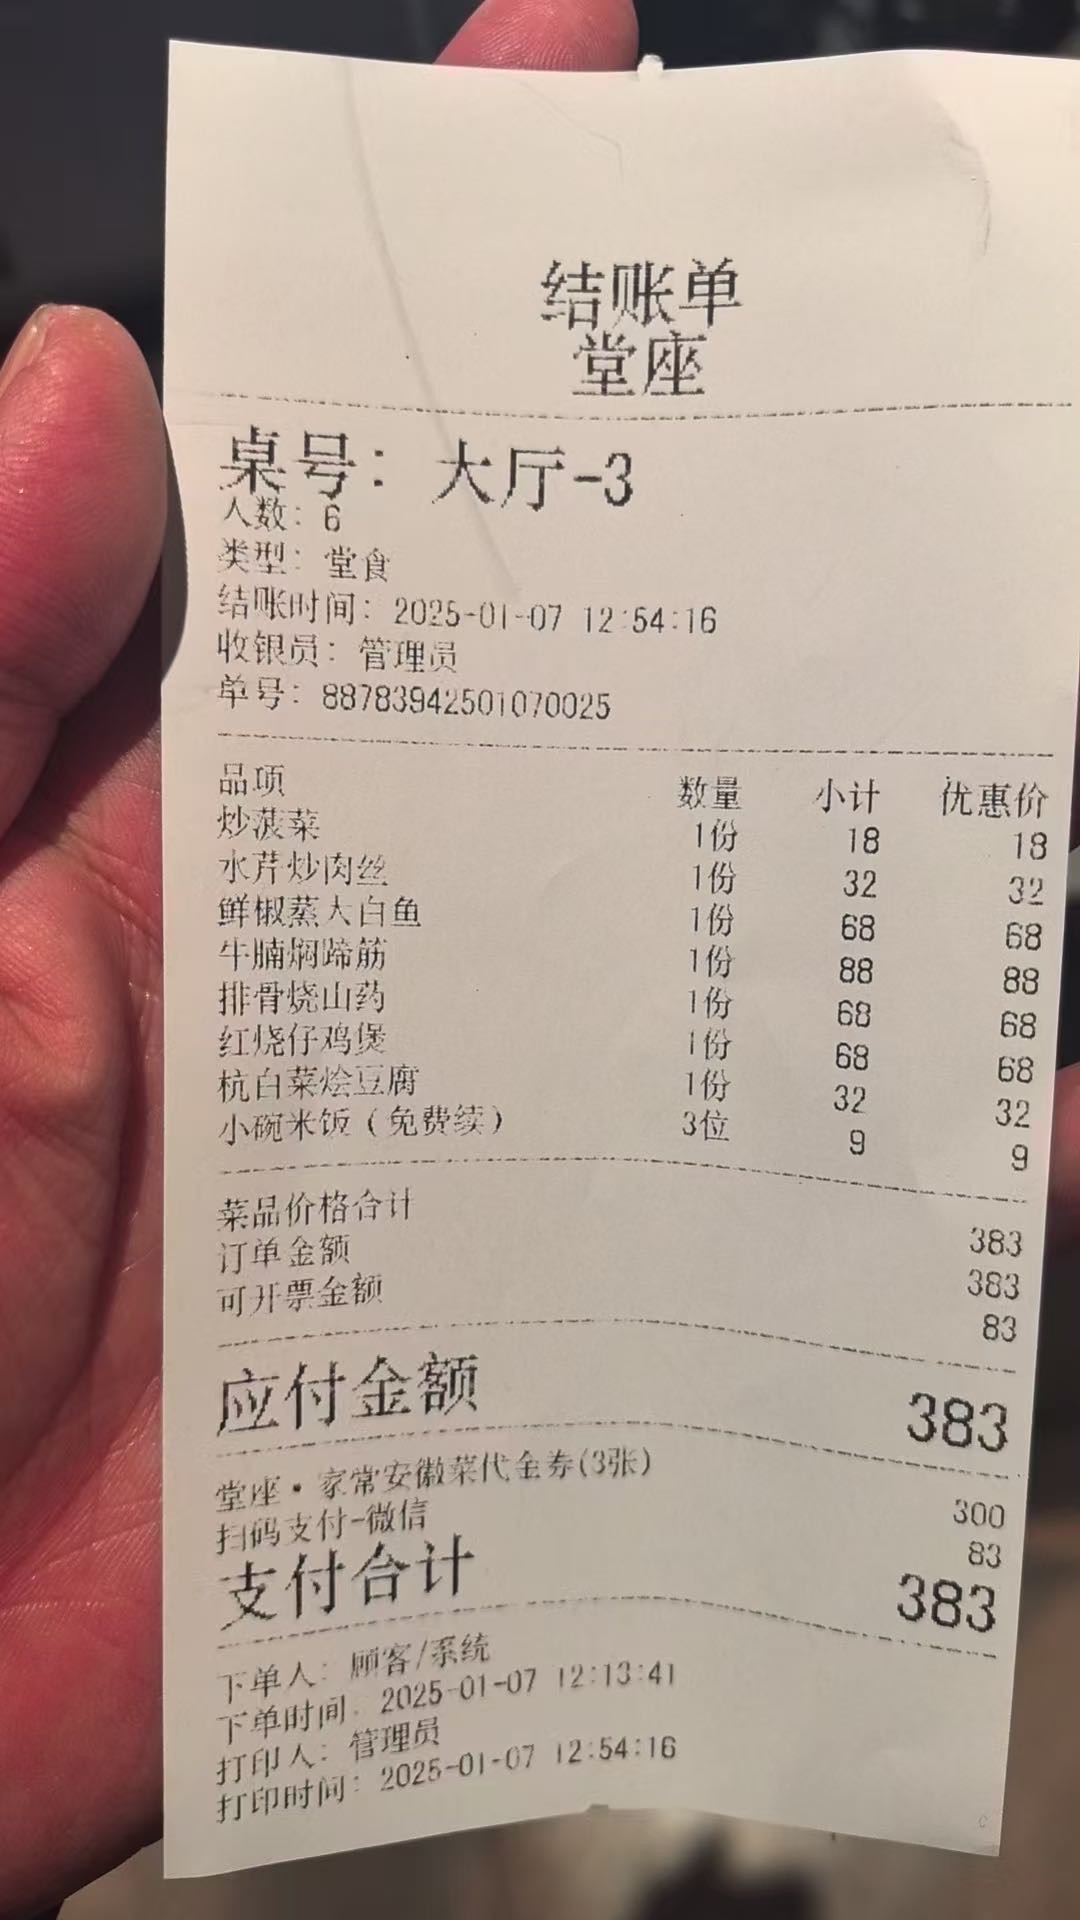 结账单
堂座
桌号: 大厅-3
人数: 6
类型: 堂食
结账时间: 2025-01-07 12:54:16
收银员: 管理员
单号: 88783942501070025
品项 数量 小计 优惠价
炒菠菜 1份 18 18
水芹炒肉丝 1份 32 32
鲜椒蒸大白鱼 1份 68 68
牛腩焖蹄筋 1份 88 88
排骨烧山药 1份 68 68
红烧仔鸡煲 1份 68 68
杭白菜烩豆腐 1份 32 32
小碗米饭(免费续) 3位 9 9
菜品价格合计 383
订单金额 383
可开票金额 83
应付金额 383
堂座·家常安徽菜代金券(3张) 300
扫码支付-微信 83
支付合计 383
下单人: 顾客/系统
下单时间: 2025-01-07 12:13:41
打印人: 管理员
打印时间: 2025-01-07 12:54:16